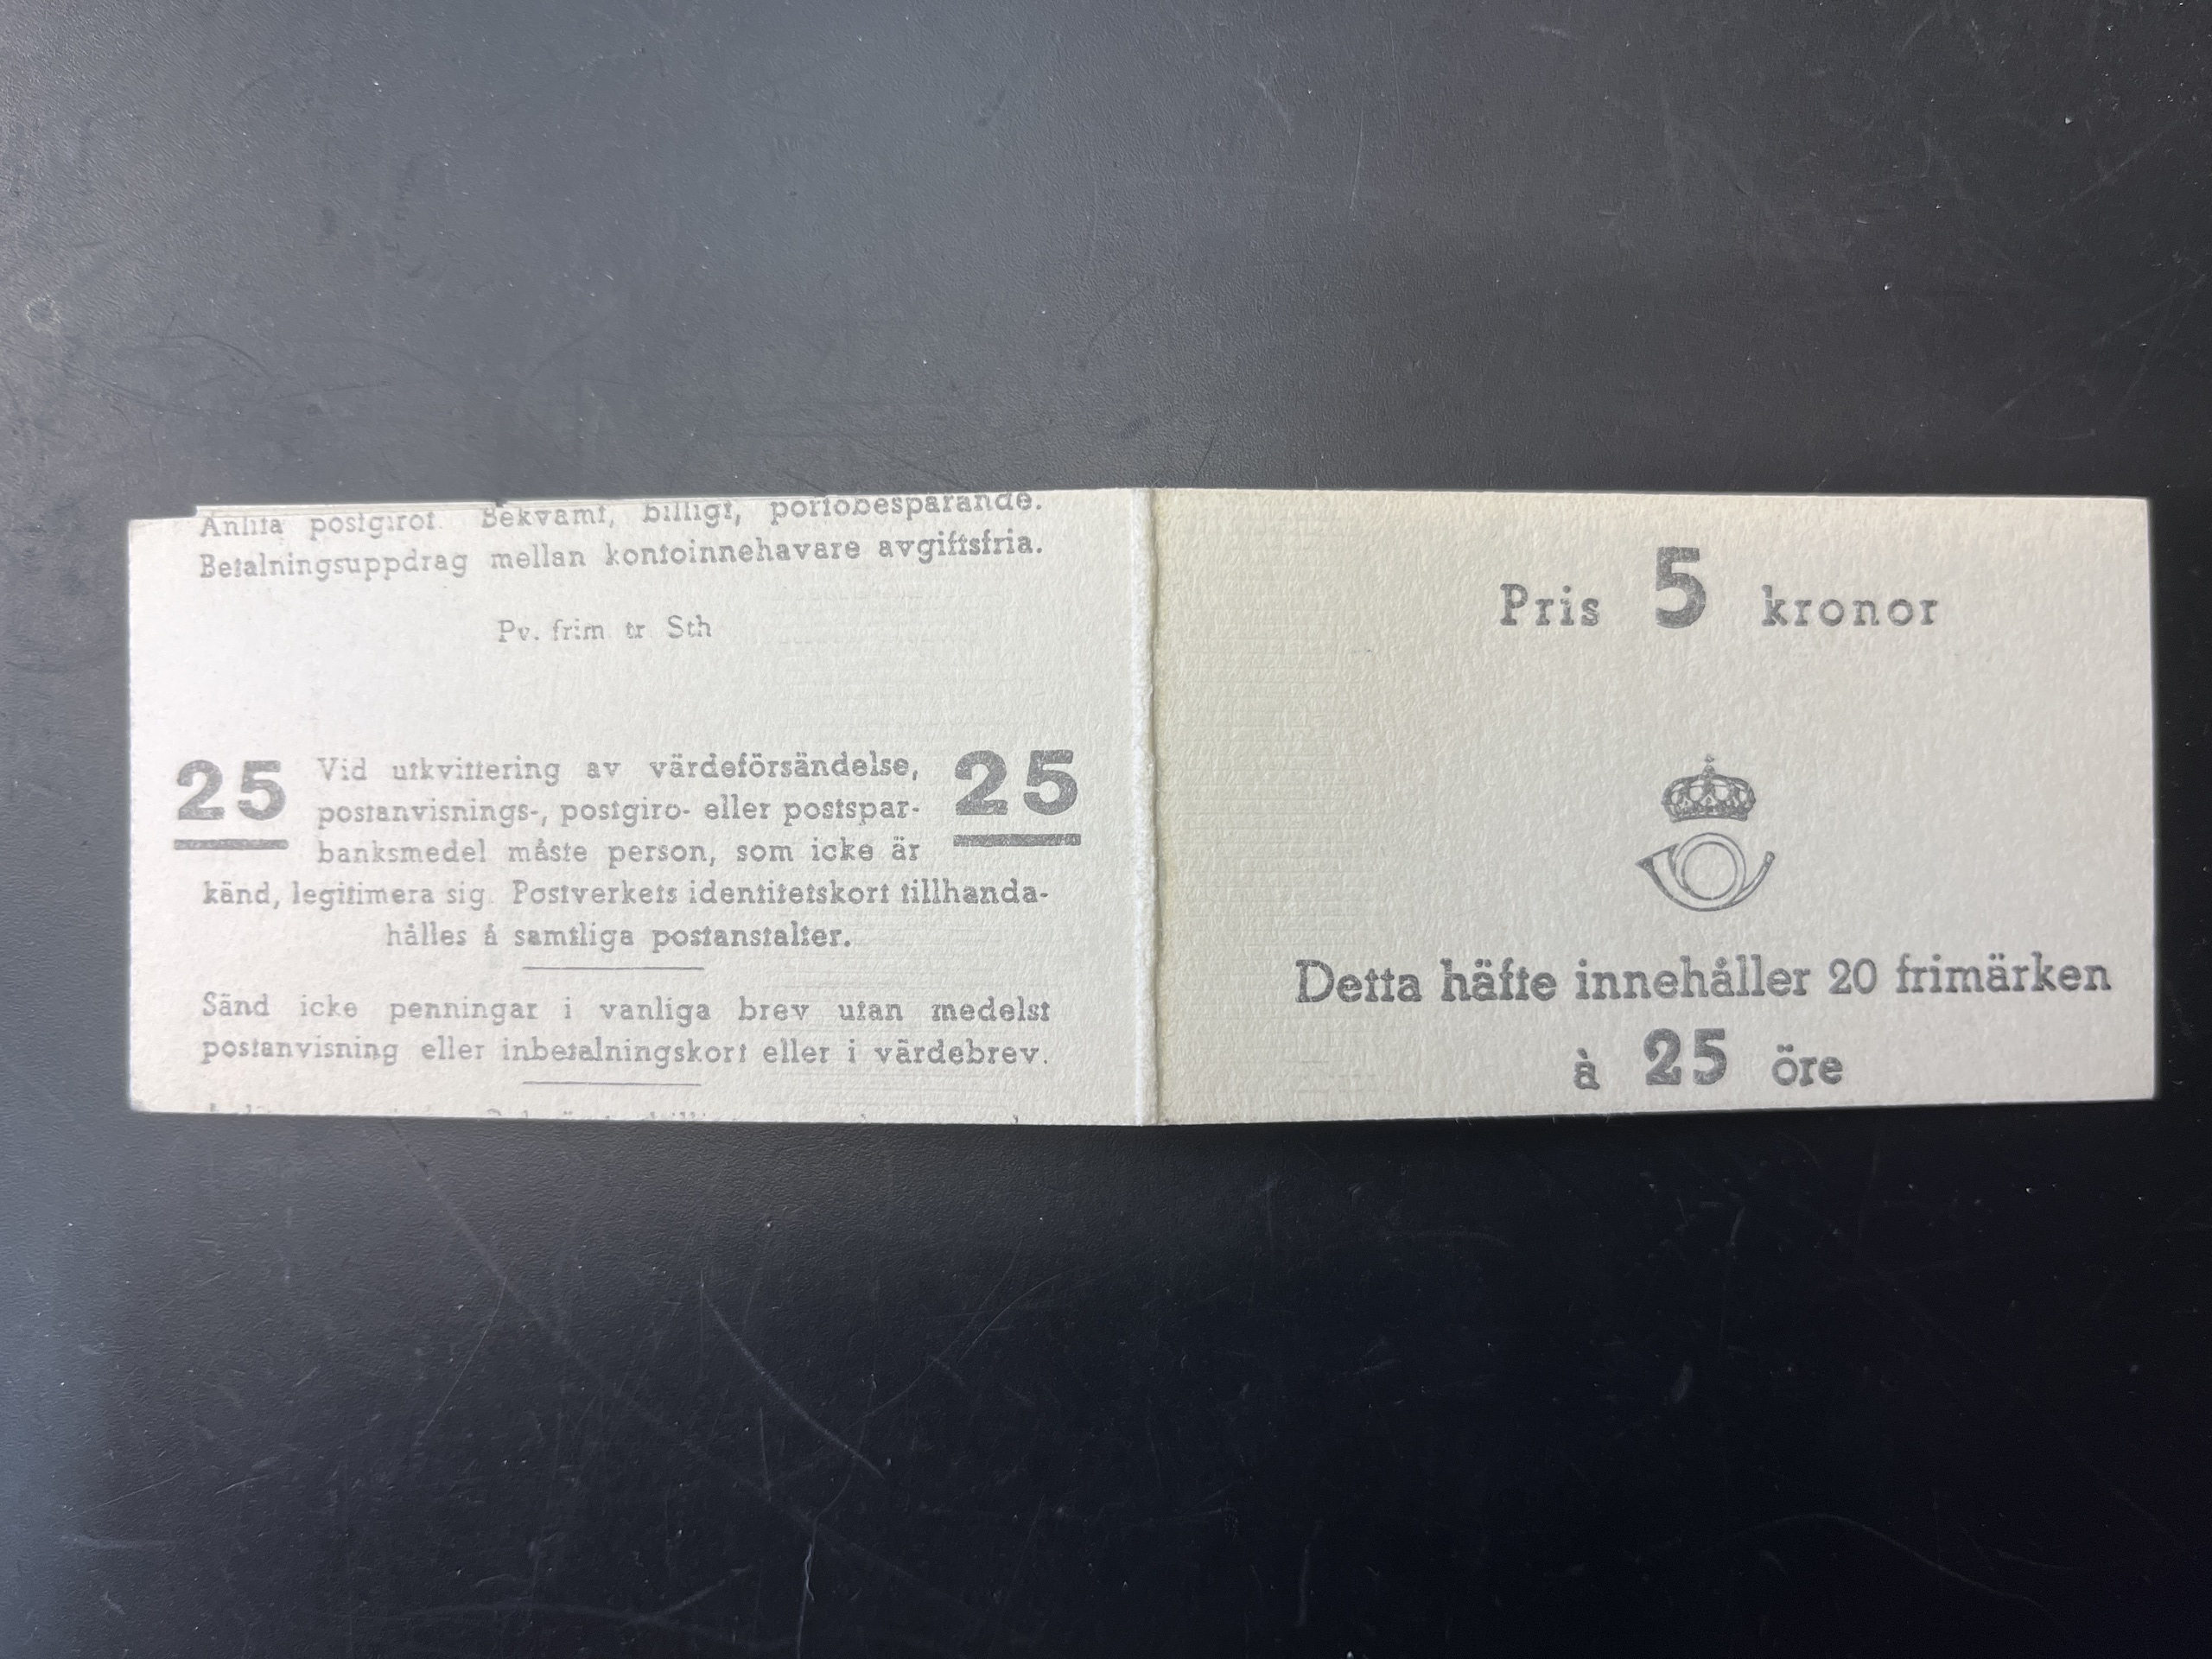 Anlita postgirot. Bekvämt, billigt, portobesparande.
Betalningsuppdrag mellan kontoinnehavare avgiftsfria.
Pv. frim. tr. Sth
25 Vid utkvittering av värdeförsändelse, 25
postanvisnings-, postgiro- eller postspar-
banksmedel måste person, som icke är
känd, legitimera sig. Postverkets identitetskort tillhanda-
hålles å samtliga postanstalter.
Sänd icke penningar i vanliga brev utan medelst
postanvisning eller inbetalningskort eller i värdebrev.
Pris 5 kronor
Detta häfte innehåller 20 frimärken
à 25 öre